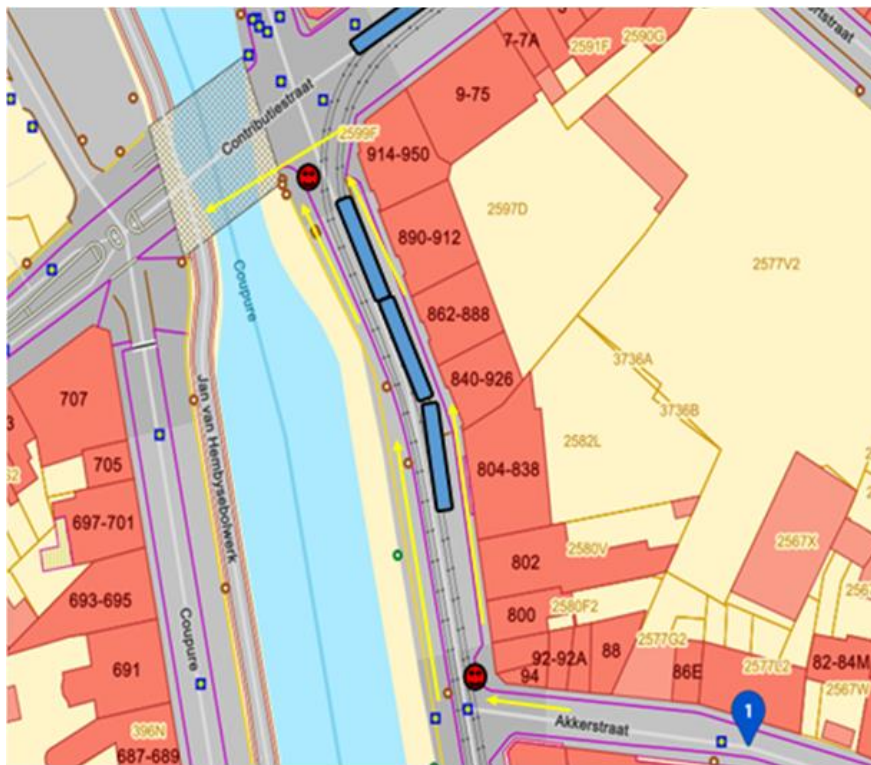 7-7A
2591F
2590G
9-75
Contributiestraat
2599F
914-950
2597D
890-912
2577V2
Coupure
862-888
3736A
840-926
3736B
707
Jan van Hembysebolwerk
2582L
705
804-838
697-701
2567X
802
2580V
693-695
Coupure
800
2580F2
92-92A
88
2577G2
691
94
86E
2577L2
82-84M
2567W
1
Akkerstraat
396N
687-689